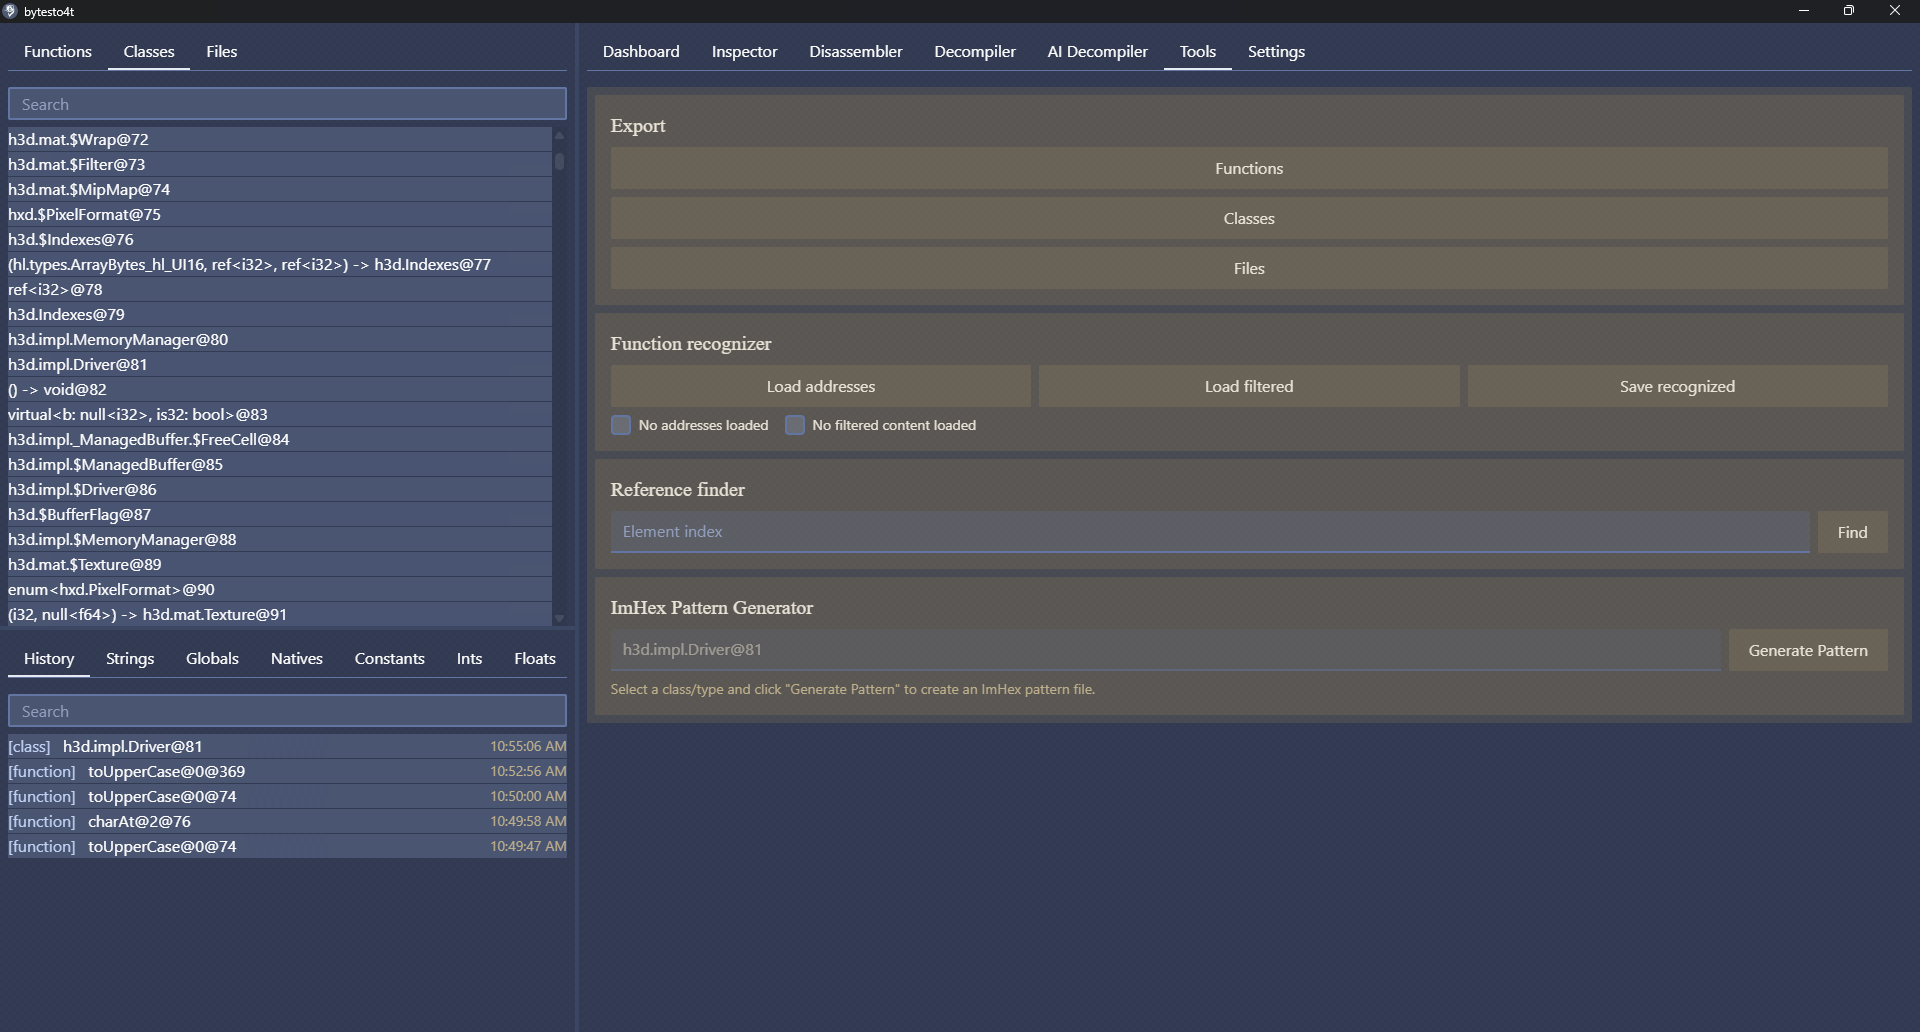 bytesto4t
Functions Classes Files
Search
h3d.mat.$Wrap@72
h3d.mat.$Filter@73
h3d.mat.$MipMap@74
hxd.$PixelFormat@75
h3d.$Indexes@76
(hl.types.ArrayBytes_hl_UI16, ref<i32>, ref<i32>) -> h3d.Indexes@77
ref<i32>@78
h3d.Indexes@79
h3d.impl.MemoryManager@80
h3d.impl.Driver@81
() -> void@82
virtual<b: null<i32>, is32: bool>@83
h3d.impl._ManagedBuffer.$FreeCell@84
h3d.impl.$ManagedBuffer@85
h3d.impl.$Driver@86
h3d.$BufferFlag@87
h3d.impl.$MemoryManager@88
h3d.mat.$Texture@89
enum<hxd.PixelFormat>@90
(i32, null<f64>) -> h3d.mat.Texture@91
History Strings Globals Natives Constants Ints Floats
Search
[class] h3d.impl.Driver@81 10:55:06 AM
[function] toUpperCase@0@369 10:52:56 AM
[function] toUpperCase@0@74 10:50:00 AM
[function] charAt@2@76 10:49:58 AM
[function] toUpperCase@0@74 10:49:47 AM
Dashboard Inspector Disassembler Decompiler AI Decompiler Tools Settings
Export
Functions
Classes
Files
Function recognizer
Load addresses Load filtered Save recognized
No addresses loaded No filtered content loaded
Reference finder
Element index Find
ImHex Pattern Generator
h3d.impl.Driver@81 Generate Pattern
Select a class/type and click "Generate Pattern" to create an ImHex pattern file.